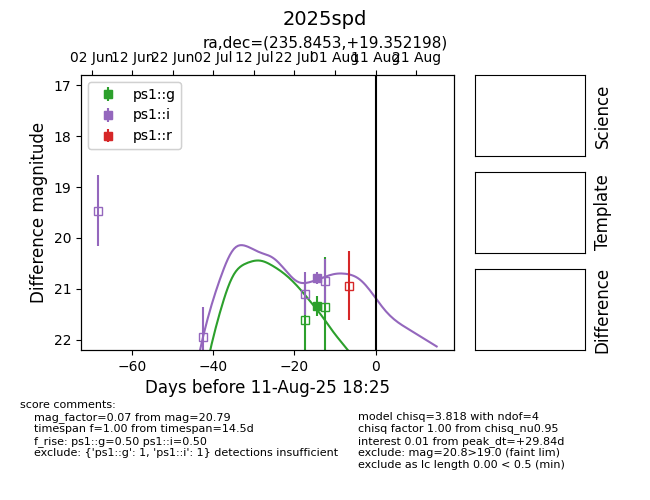 2025spd
ra,dec=(235.8453,+19.352198)
02 Jun 12 Jun 22 Jun 02 Jul 12 Jul 22 Jul 01 Aug 11 Aug 21 Aug
17
18
19
20
21
22
Difference magnitude
ps1::g
ps1::i
ps1::r
−60 −40 −20 0
Days before 11-Aug-25 18:25
Science
Template
Difference
score comments:
mag_factor=0.07 from mag=20.79
timespan f=1.00 from timespan=14.5d
f_rise: ps1::g=0.50 ps1::i=0.50
exclude: {'ps1::g': 1, 'ps1::i': 1} detections insufficient
model chisq=3.818 with ndof=4
chisq factor 1.00 from chisq_nu0.95
interest 0.01 from peak_dt=+29.84d
exclude: mag=20.8>19.0 (faint lim)
exclude as lc length 0.00 < 0.5 (min)